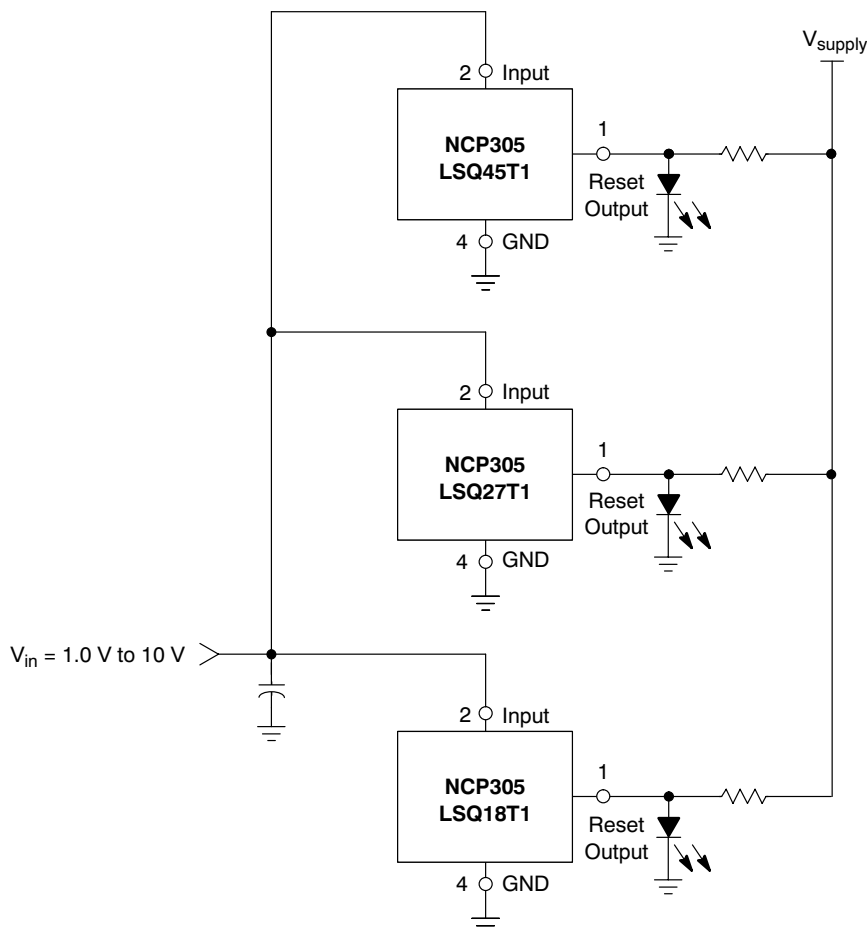 V_supply
2 Input
NCP305
LSQ45T1
1
Reset
Output
4 GND
2 Input
NCP305
LSQ27T1
1
Reset
Output
4 GND
V_in = 1.0 V to 10 V
2 Input
NCP305
LSQ18T1
1
Reset
Output
4 GND